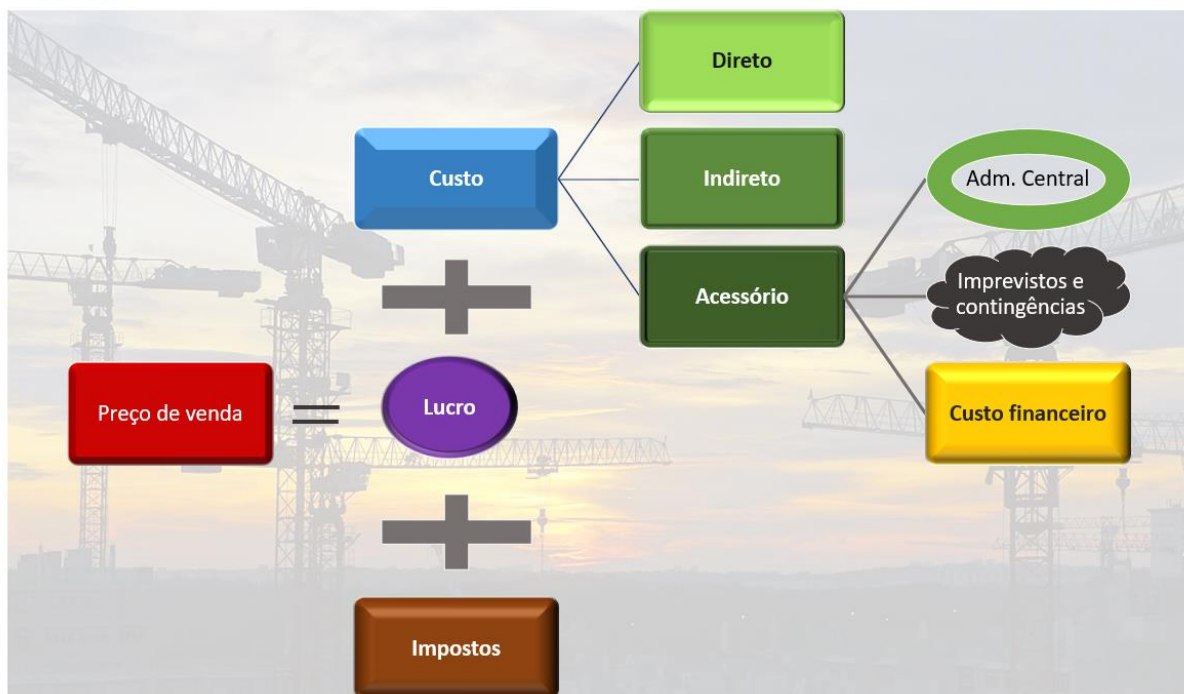 Direto
Custo
Indireto
Adm. Central
Acessório
Imprevistos e
contingências
Preço de venda
=
Lucro
Custo financeiro
Impostos